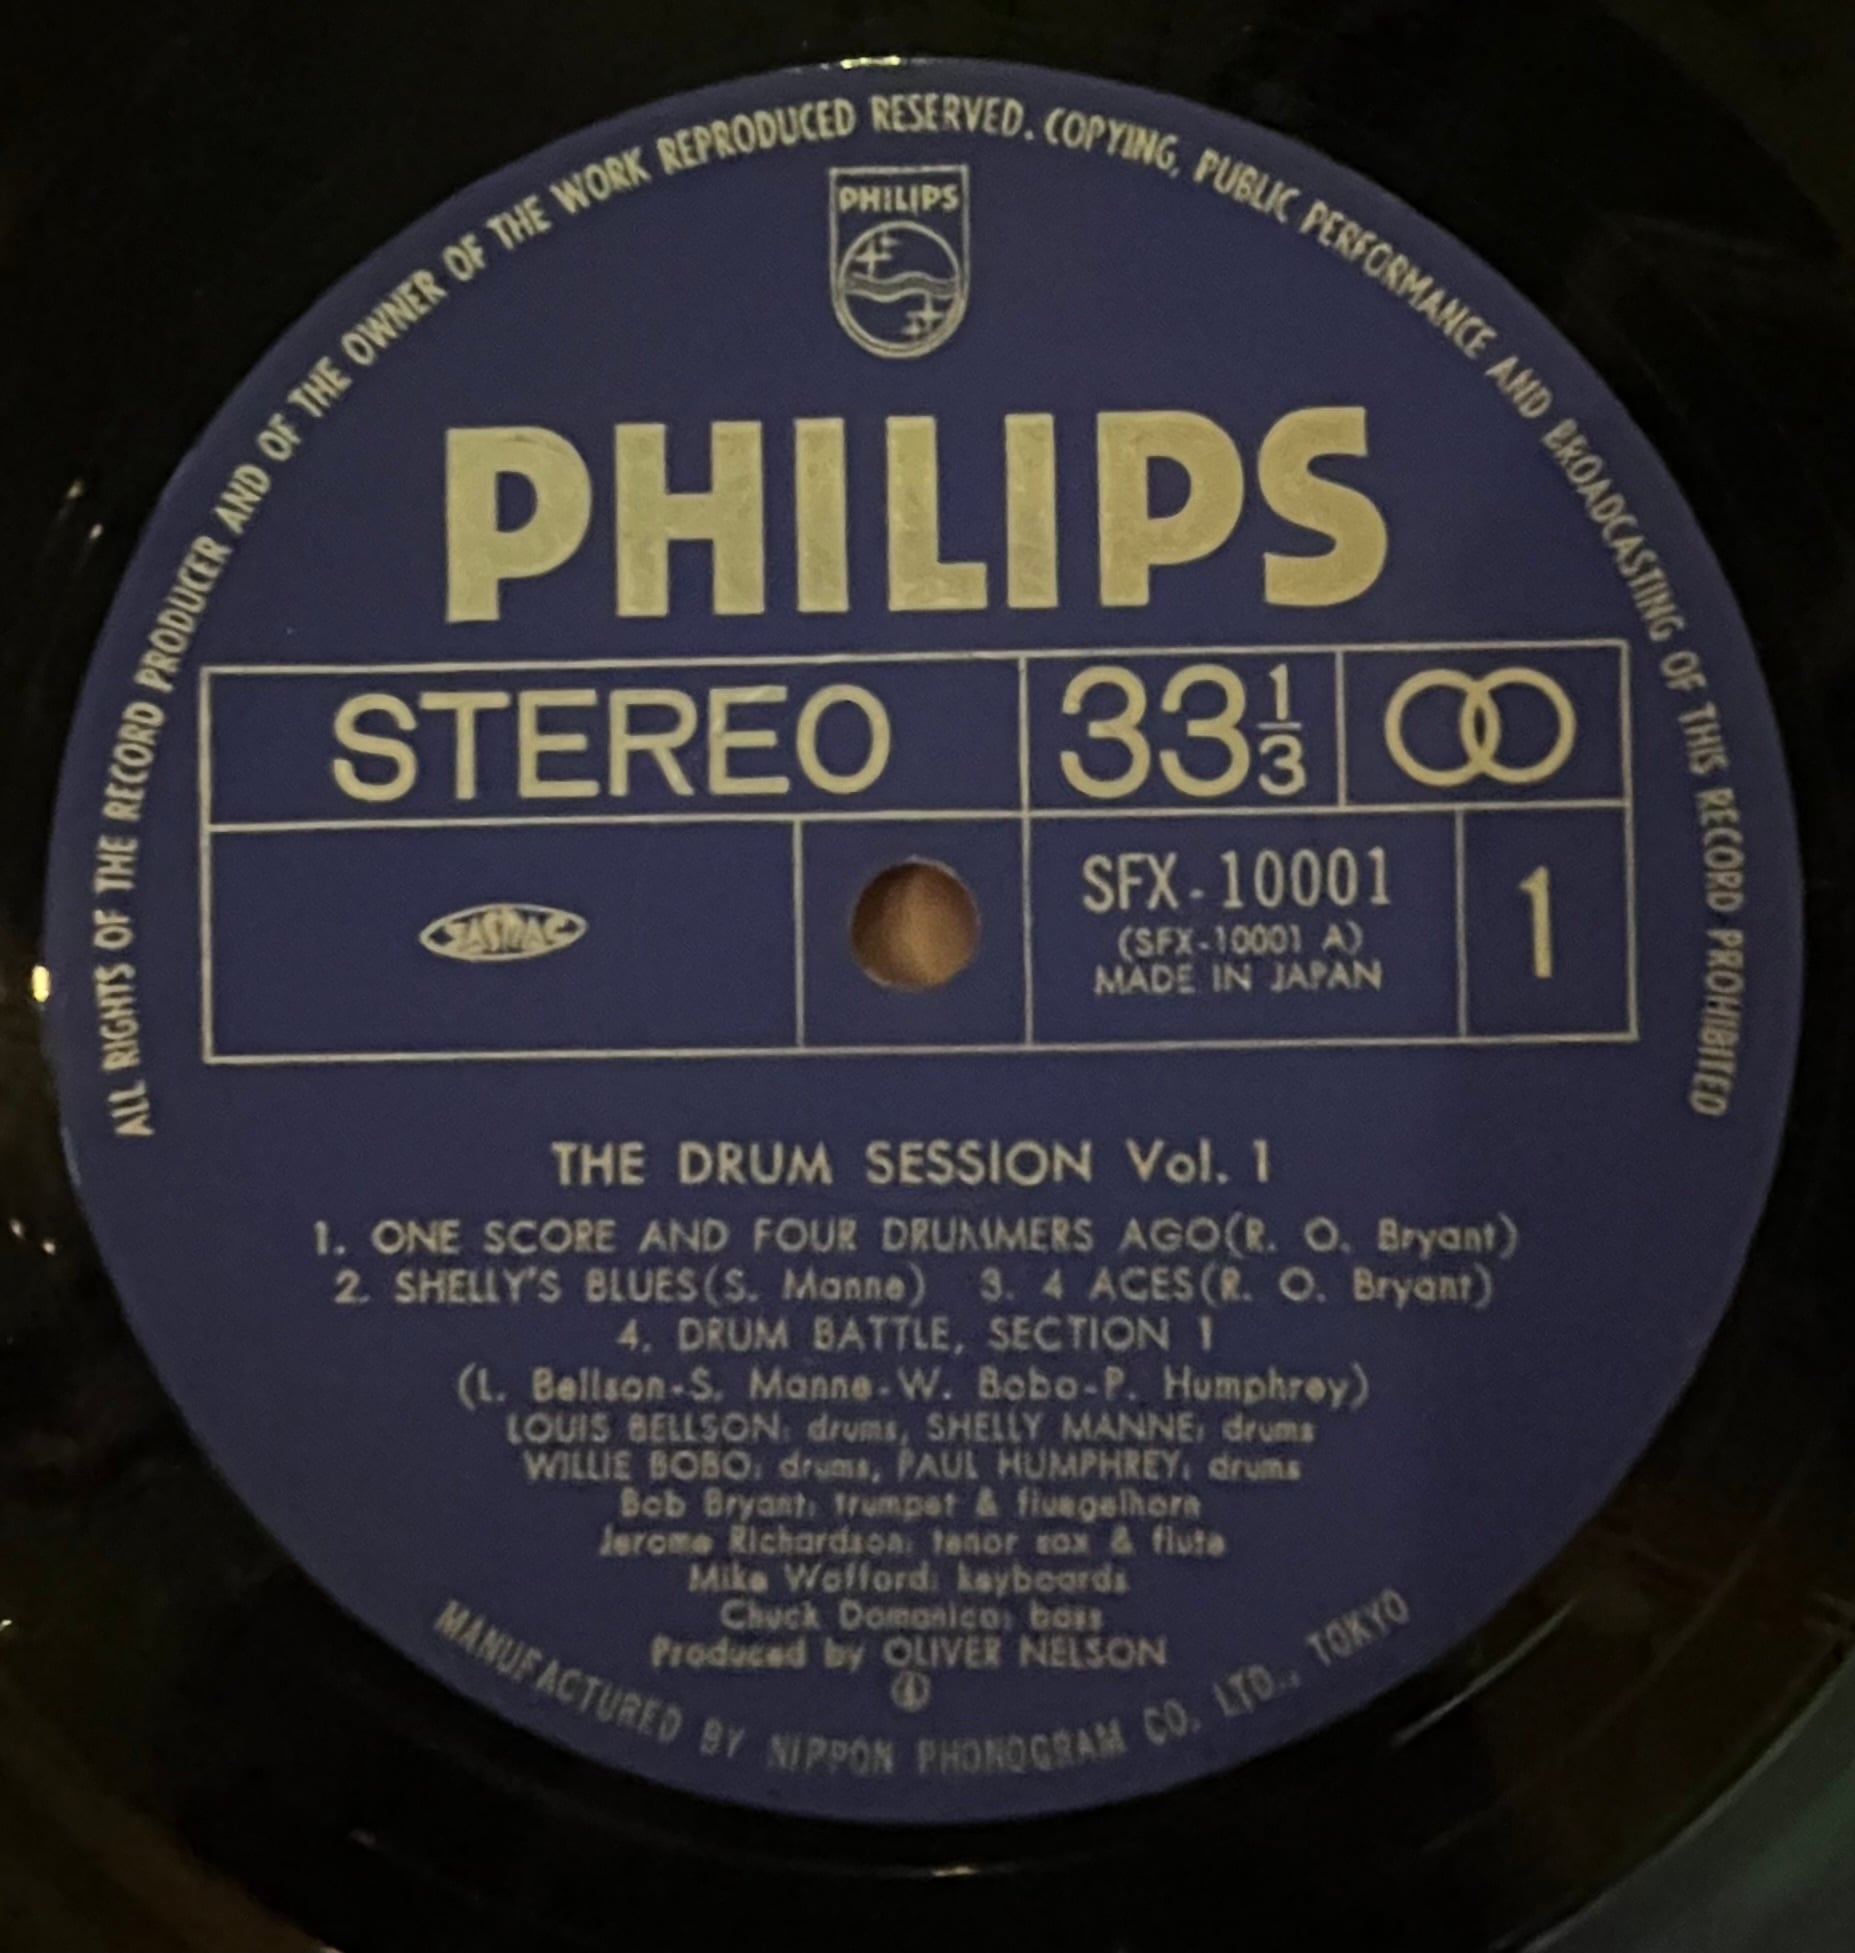 ALL RIGHTS OF THE RECORD PRODUCER AND OF THE OWNER OF THE WORK REPRODUCED RESERVED. COPYING, PUBLIC PERFORMANCE AND BROADCASTING OF THIS RECORD PROHIBITED
PHILIPS
PHILIPS
STEREO 33 1/3
JASRAC
SFX-10001 1
(SFX-10001 A)
MADE IN JAPAN
THE DRUM SESSION Vol. 1
1. ONE SCORE AND FOUR DRUMMERS AGO(R. O. Bryant)
2. SHELLY'S BLUES(S. Manne) 3. 4 ACES(R. O. Bryant)
4. DRUM BATTLE, SECTION 1
(L. Bellson-S. Manne-W. Bobo-P. Humphrey)
LOUIS BELLSON: drums, SHELLY MANNE: drums
WILLIE BOBO: drums, PAUL HUMPHREY: drums
Bob Bryant: trumpet & fluegelhorn
Jerome Richardson: tenor sax & flute
Mike Wofford: keyboards
Chuck Domanico: bass
Produced by OLIVER NELSON
MANUFACTURED BY NIPPON PHONOGRAM CO. LTD., TOKYO